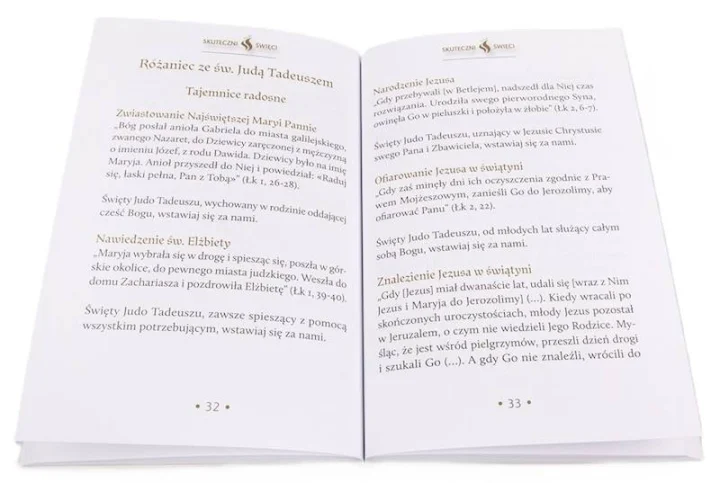 SKUTECZNI ŚWIĘCI
Różaniec ze św. Judą Tadeuszem
Tajemnice radosne
Zwiastowanie Najświętszej Maryi Pannie
„Bóg posłał anioła Gabriela do miasta galilejskiego,
zwanego Nazaret, do Dziewicy zaręczonej z mężczyzną
o imieniu Józef, z rodu Dawida. Dziewicy było na imię
Maryja. Anioł przyszedł do Niej i powiedział: «Raduj
się, łaski pełna, Pan z Tobą»” (Łk 1, 26-28).
Święty Judo Tadeuszu, wychowany w rodzinie oddającej
cześć Bogu, wstawiaj się za nami.
Nawiedzenie św. Elżbiety
„Maryja wybrała się w drogę i spiesząc się, poszła w gór-
skie okolice, do pewnego miasta judzkiego. Weszła do
domu Zachariasza i pozdrowiła Elżbietę” (Łk 1, 39-40).
Święty Judo Tadeuszu, zawsze spieszący z pomocą
wszystkim potrzebującym, wstawiaj się za nami.
• 32 •
SKUTECZNI ŚWIĘCI
Narodzenie Jezusa
„Gdy przebywali [w Betlejem], nadszedł dla Niej czas
rozwiązania. Urodziła swego pierworodnego Syna,
owinęła Go w pieluszki i położyła w żłobie” (Łk 2, 6-7).
Święty Judo Tadeuszu, uznający w Jezusie Chrystusie
swego Pana i Zbawiciela, wstawiaj się za nami.
Ofiarowanie Jezusa w świątyni
„Gdy zaś minęły dni ich oczyszczenia zgodnie z Pra-
wem Mojżeszowym, zanieśli Go do Jerozolimy, aby
ofiarować Panu” (Łk 2, 22).
Święty Judo Tadeuszu, od młodych lat służący całym
sobą Bogu, wstawiaj się za nami.
Znalezienie Jezusa w świątyni
„Gdy [Jezus] miał dwanaście lat, udali się [wraz z Nim
Jezus i Maryja do Jerozolimy] (...). Kiedy wracali po
skończonych uroczystościach, młody Jezus pozostał
w Jeruzalem, o czym nie wiedzieli Jego Rodzice. My-
śląc, że jest wśród pielgrzymów, przeszli dzień drogi
i szukali Go (...). A gdy Go nie znaleźli, wrócili do
• 33 •